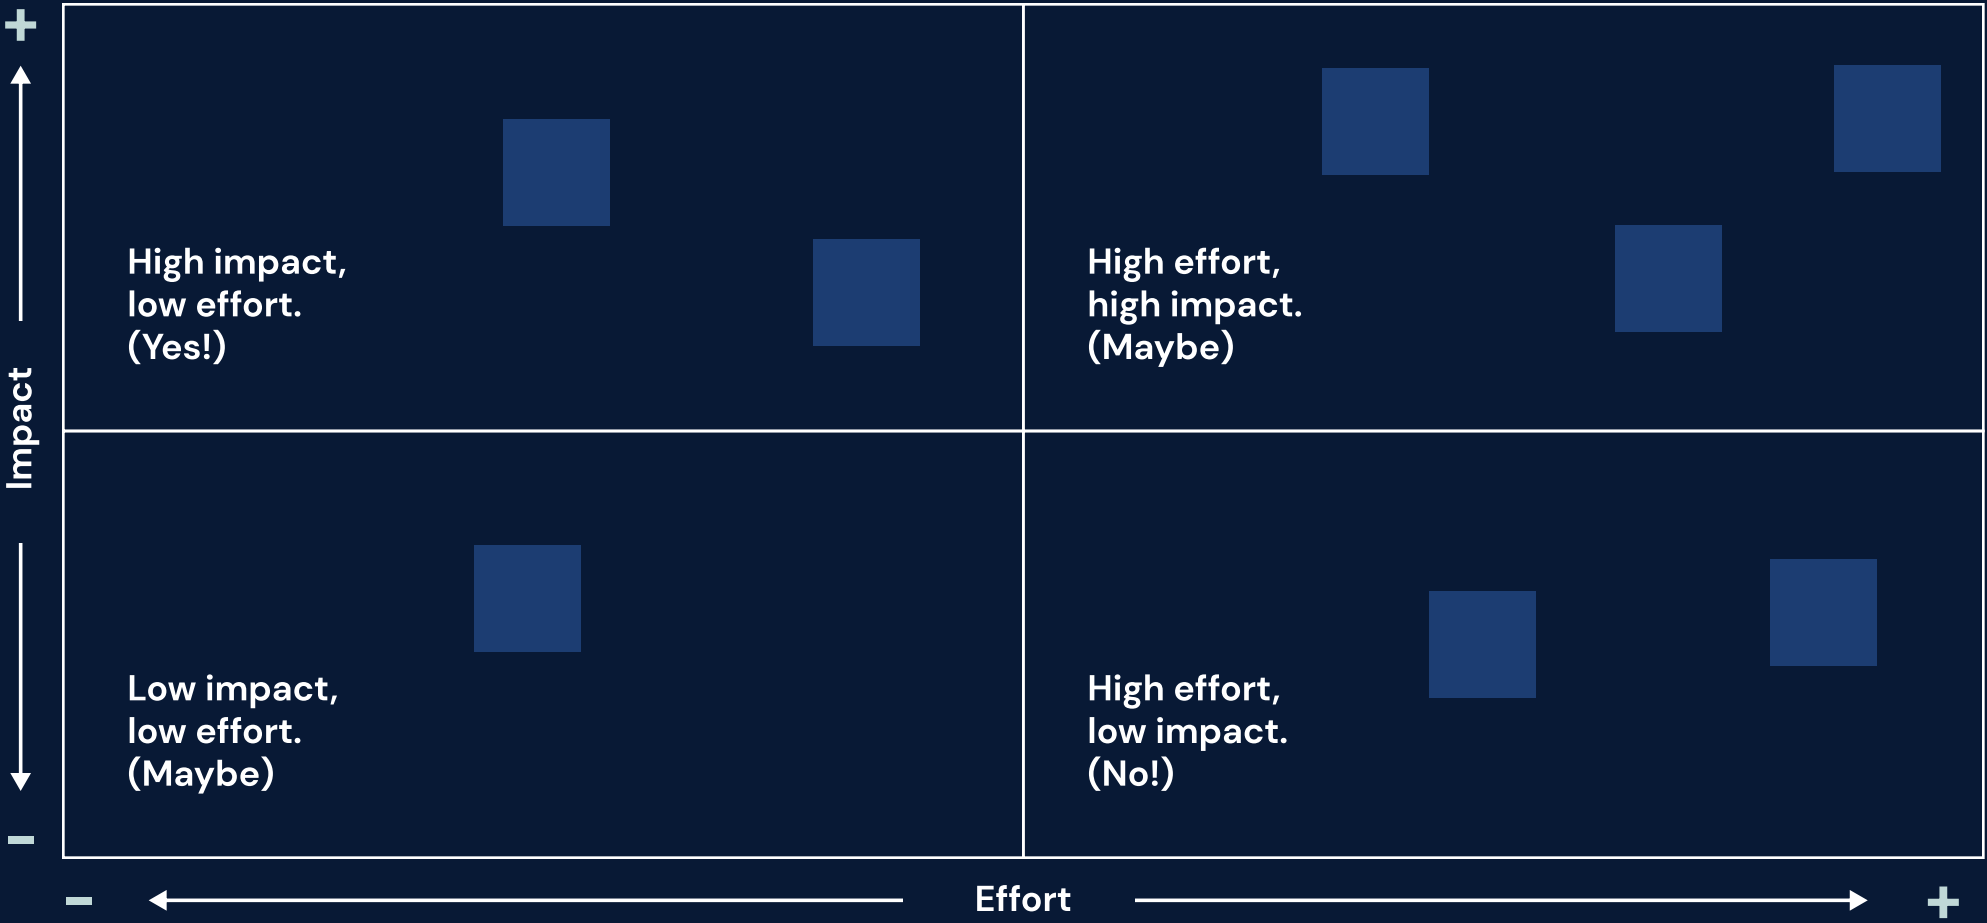 +
High impact,
low effort.
(Yes!)
High effort,
high impact.
(Maybe)
Impact
Low impact,
low effort.
(Maybe)
High effort,
low impact.
(No!)
-
-
Effort
+